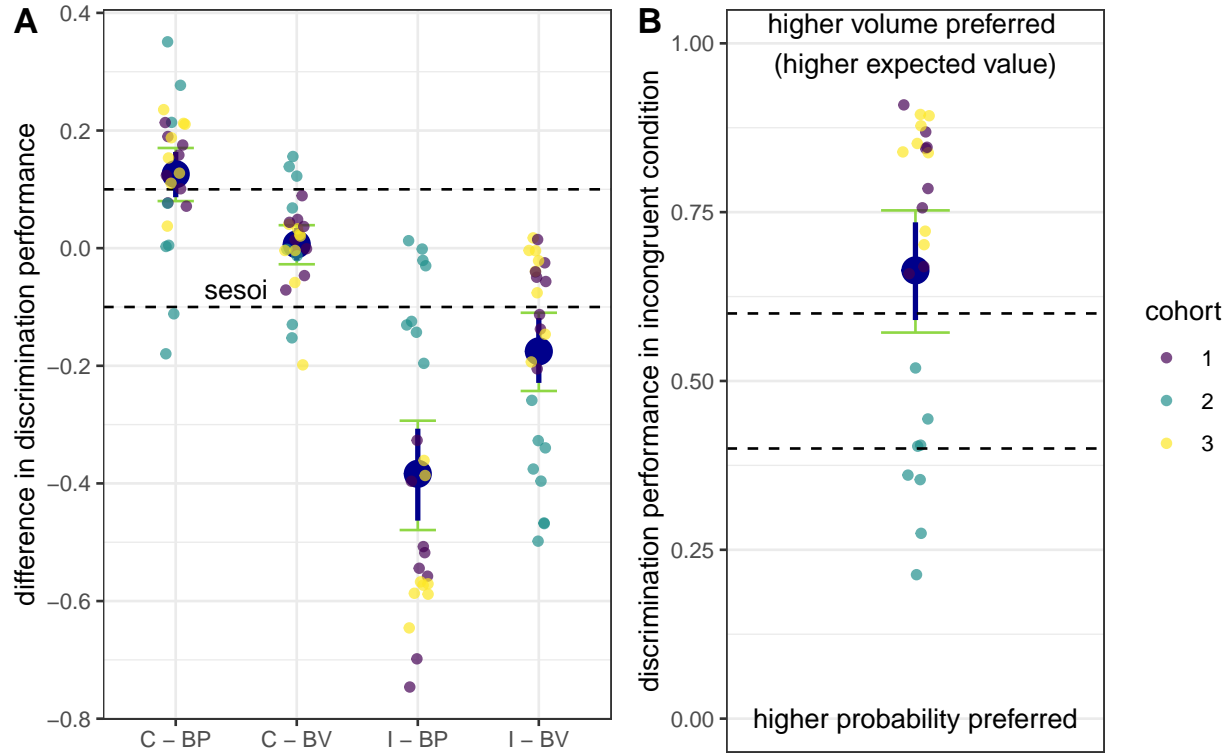 A
difference in discrimination performance
0.4
0.2
0.0
−0.2
−0.4
−0.6
−0.8
sesoi
C − BP
C − BV
I − BP
I − BV
B
discrimination performance in incongruent condition
1.00
0.75
0.50
0.25
0.00
higher volume preferred
(higher expected value)
higher probability preferred
cohort
1
2
3